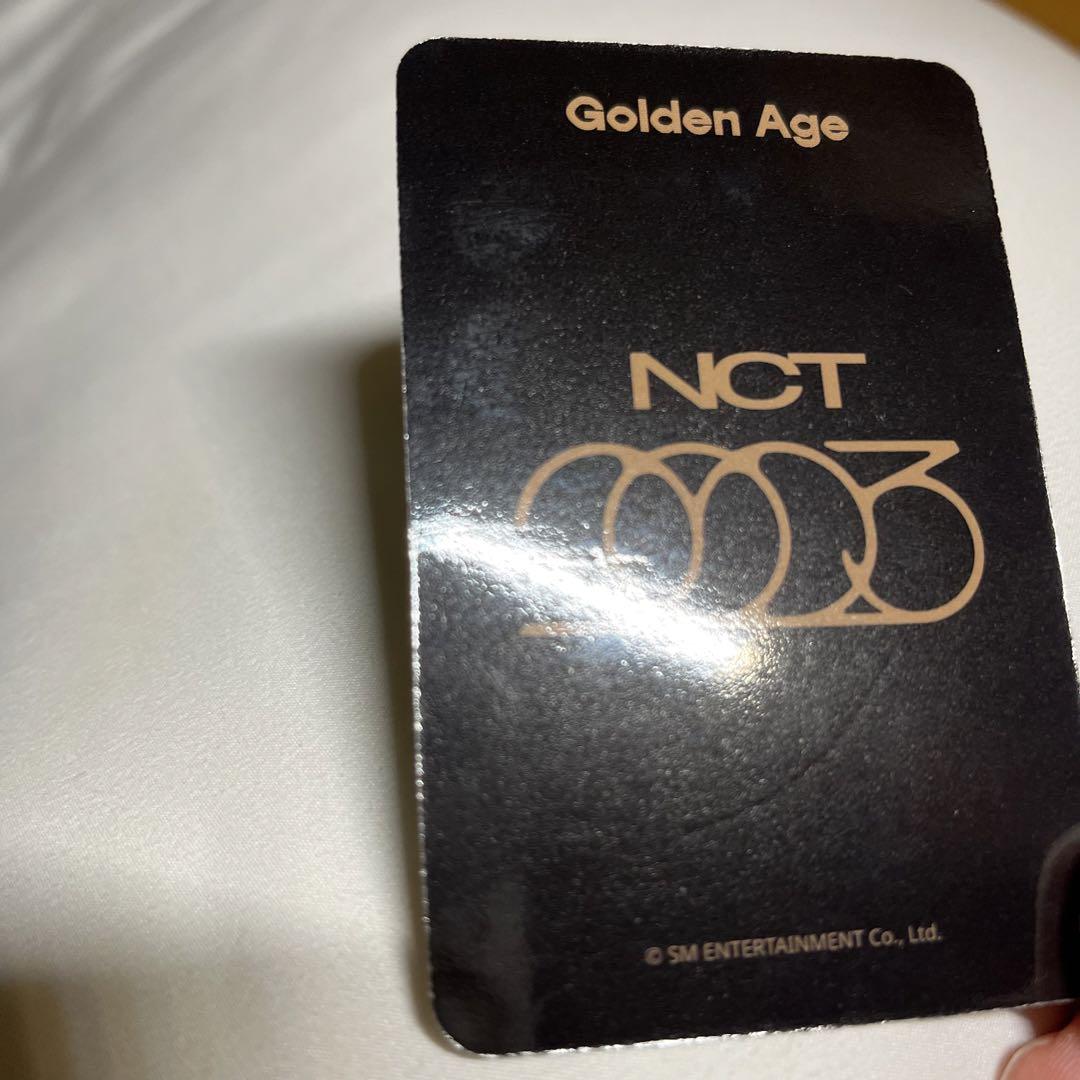 Golden Age
NCT
2023
© SM ENTERTAINMENT Co., Ltd.